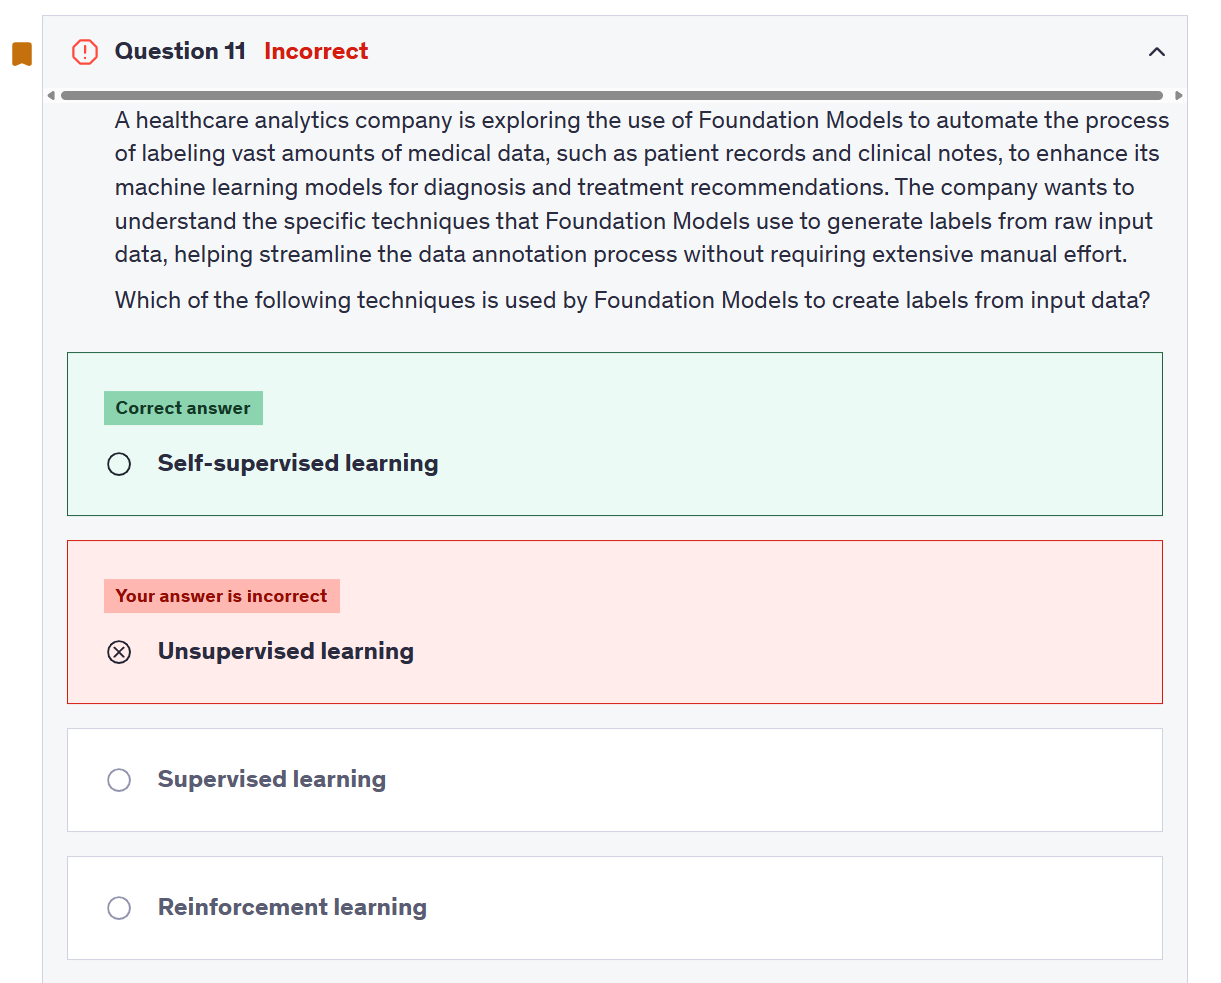 Question 11 Incorrect
A healthcare analytics company is exploring the use of Foundation Models to automate the process
of labeling vast amounts of medical data, such as patient records and clinical notes, to enhance its
machine learning models for diagnosis and treatment recommendations. The company wants to
understand the specific techniques that Foundation Models use to generate labels from raw input
data, helping streamline the data annotation process without requiring extensive manual effort.
Which of the following techniques is used by Foundation Models to create labels from input data?
Correct answer
Self-supervised learning
Your answer is incorrect
Unsupervised learning
Supervised learning
Reinforcement learning